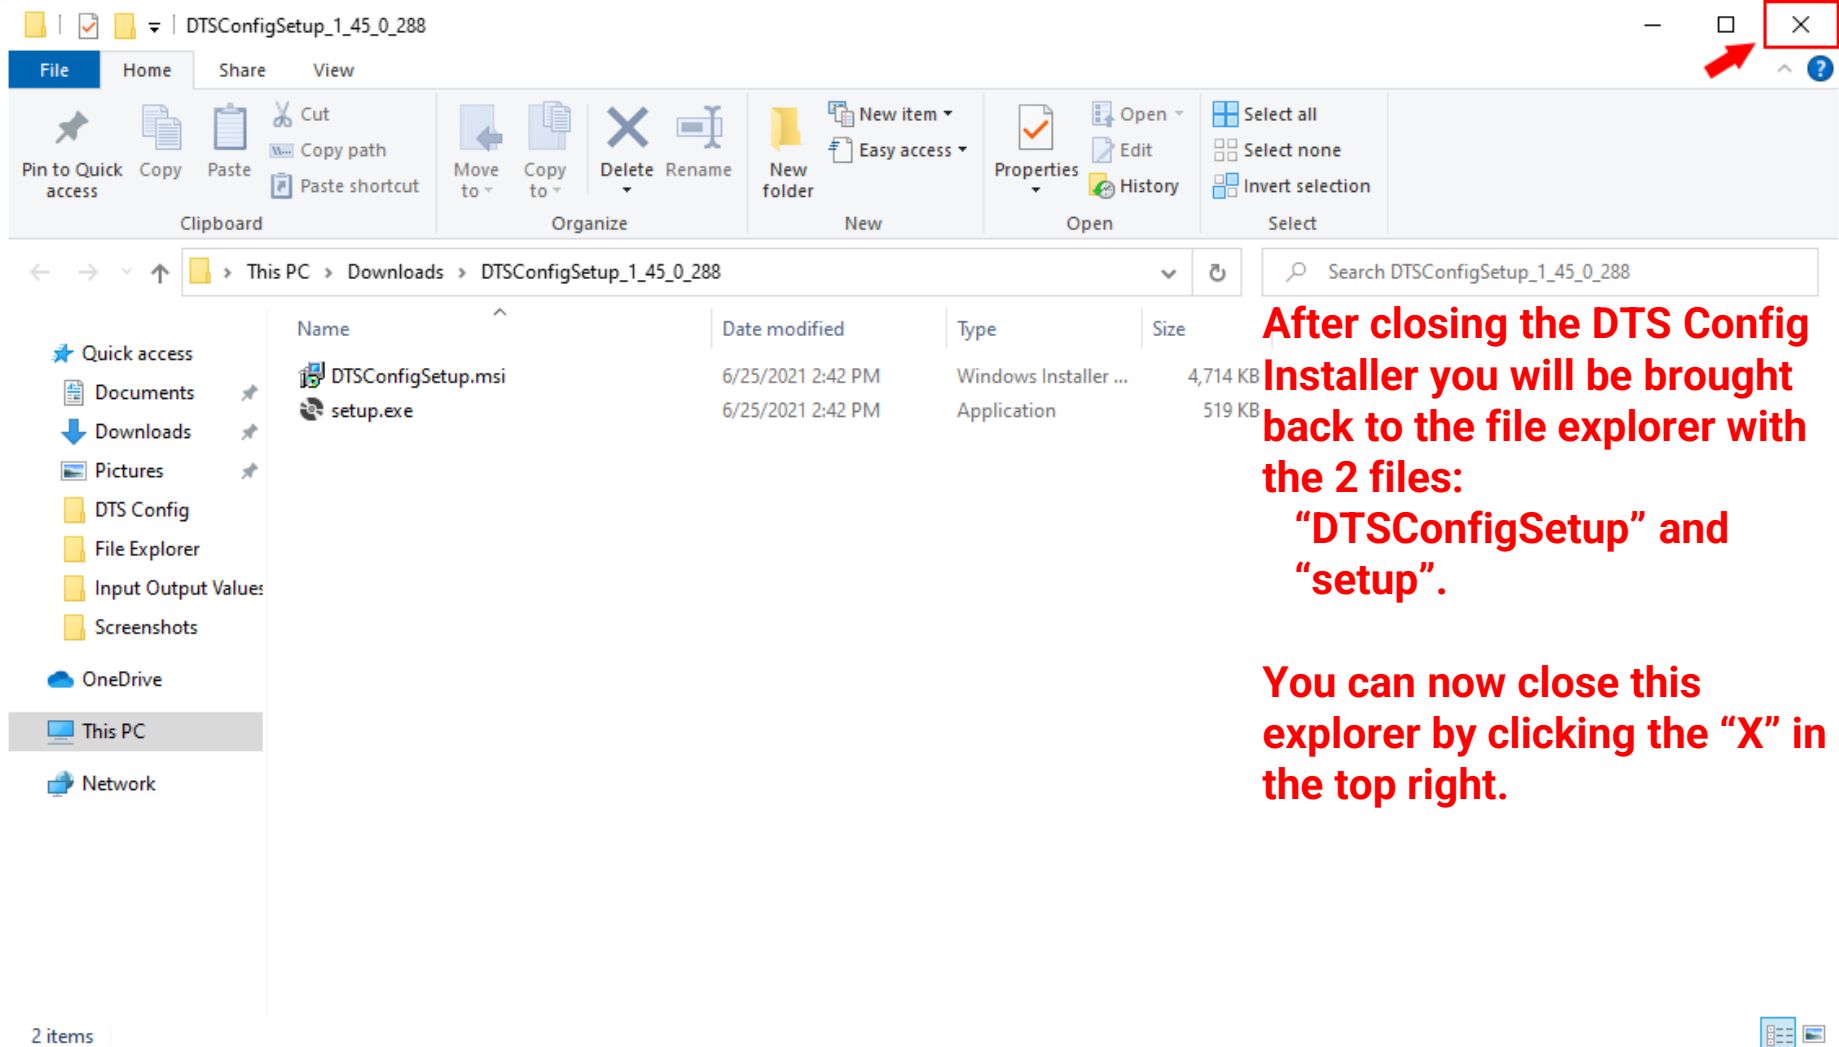 DTSConfigSetup_1_45_0_288
File Home Share View
Pin to Quick access
Copy
Paste
Cut
Copy path
Paste shortcut
Clipboard
Move to
Copy to
Delete
Rename
Organize
New folder
New item
Easy access
New
Properties
Open
Edit
History
Open
Select all
Select none
Invert selection
Select
This PC > Downloads > DTSConfigSetup_1_45_0_288
Search DTSConfigSetup_1_45_0_288
Name Date modified Type Size
DTSConfigSetup.msi 6/25/2021 2:42 PM Windows Installer ... 4,714 KB
setup.exe 6/25/2021 2:42 PM Application 519 KB
Quick access
Documents
Downloads
Pictures
DTS Config
File Explorer
Input Output Values
Screenshots
OneDrive
This PC
Network
After closing the DTS Config
Installer you will be brought
back to the file explorer with
the 2 files:
“DTSConfigSetup” and
“setup”.
You can now close this
explorer by clicking the “X” in
the top right.
2 items